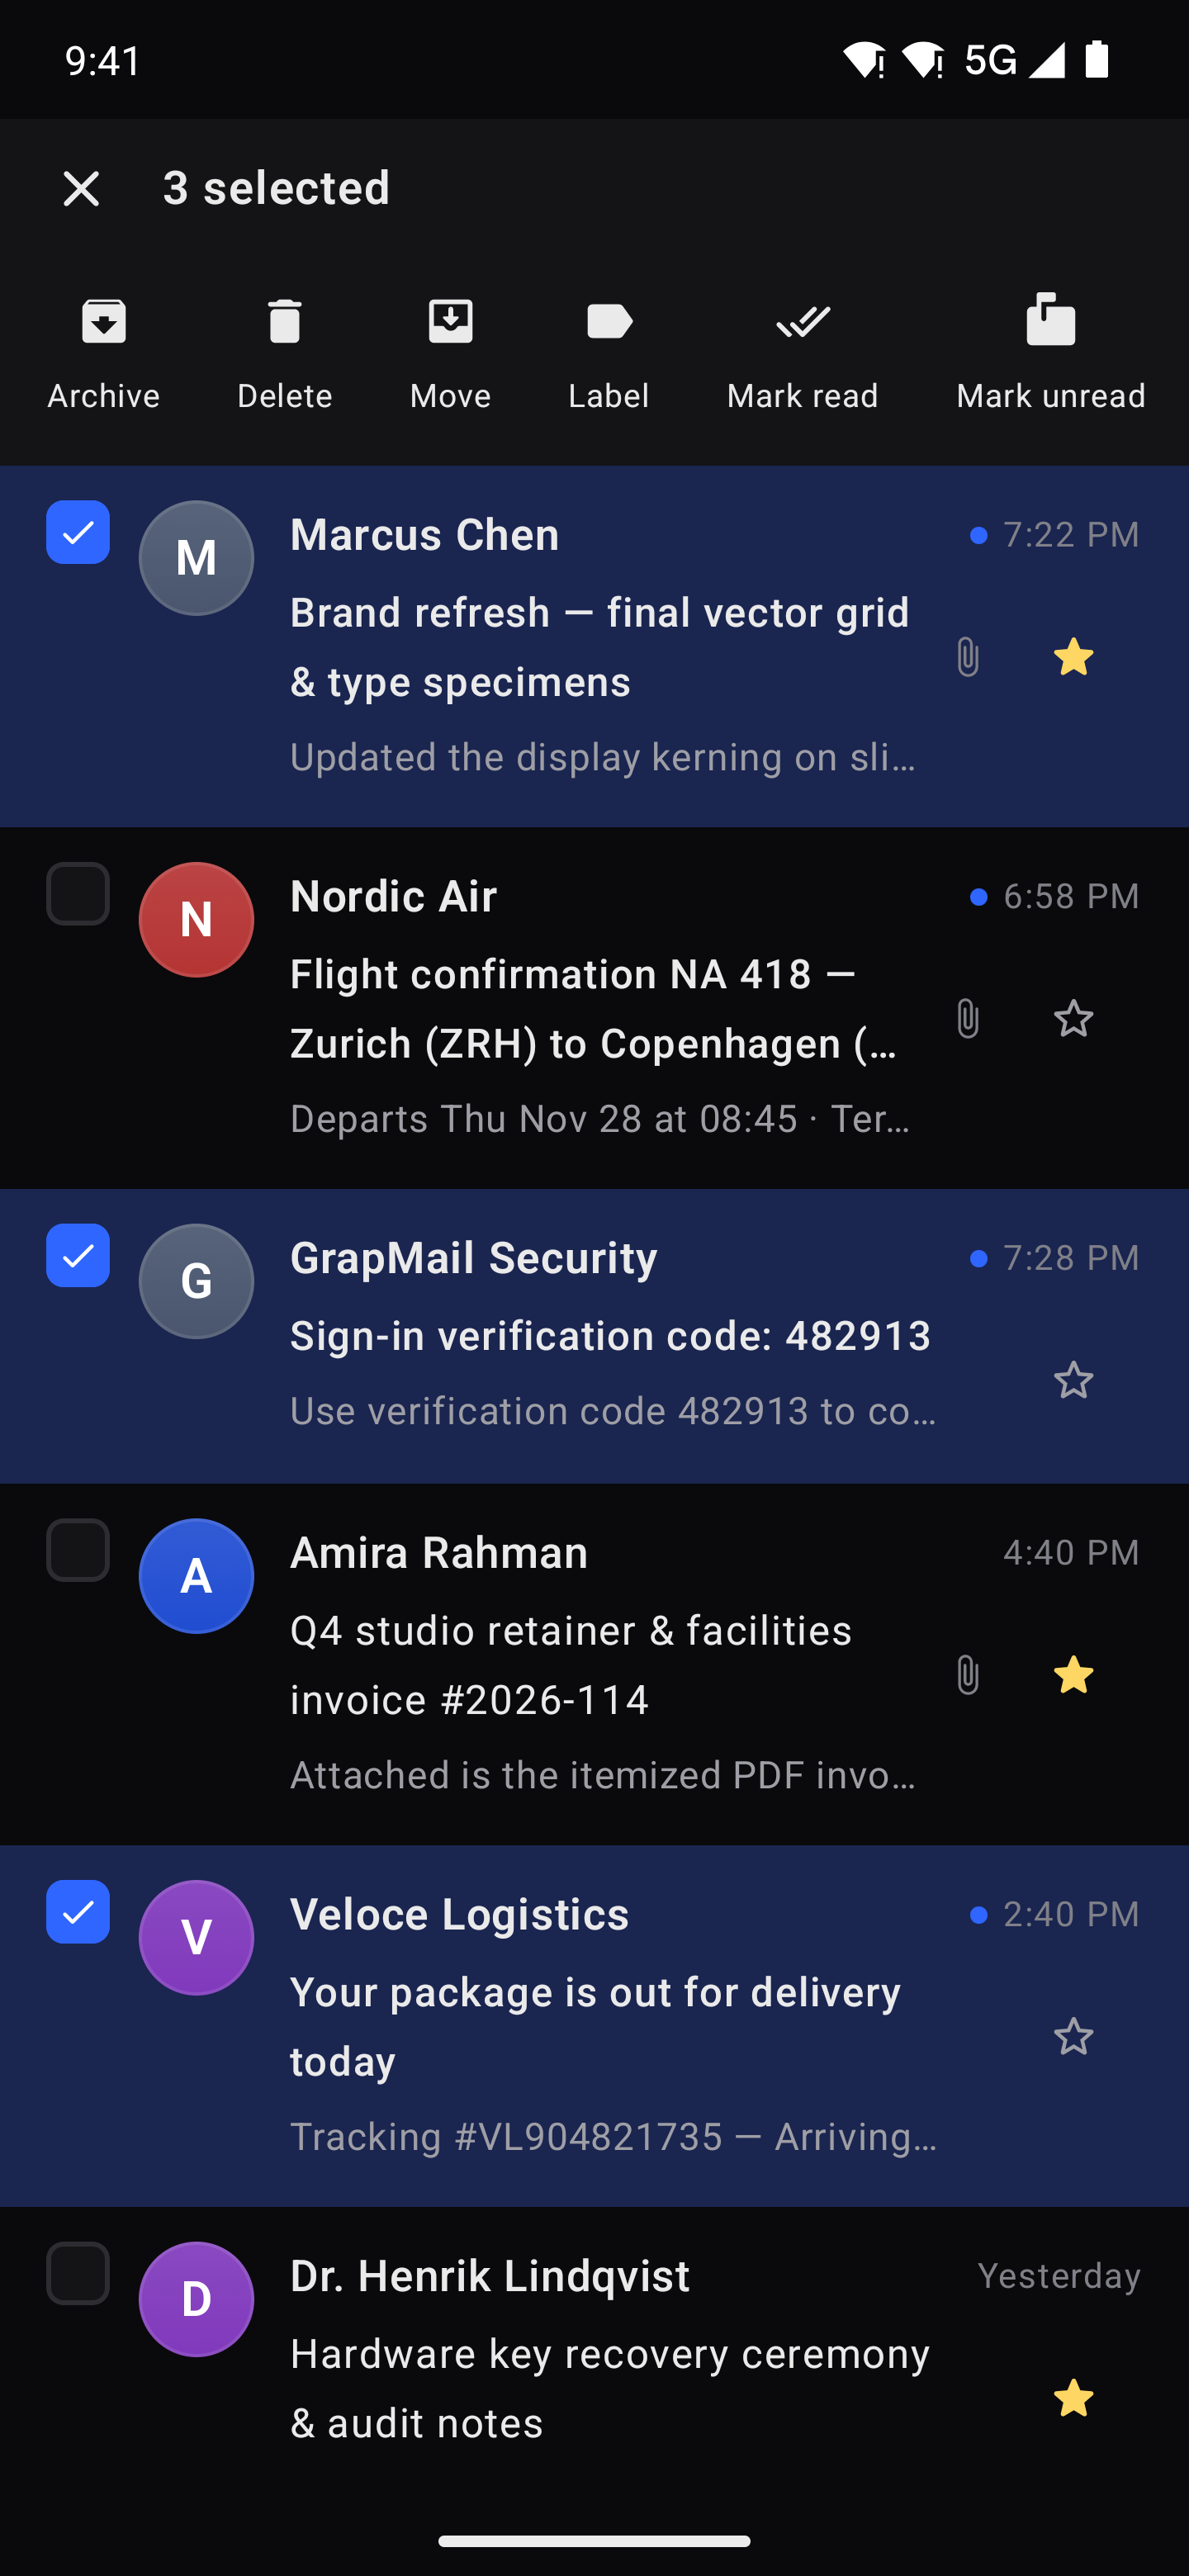 9:41
5G
3 selected
Archive
Delete
Move
Label
Mark read
Mark unread
M
Marcus Chen
7:22 PM
Brand refresh — final vector grid
& type specimens
Updated the display kerning on sli…
N
Nordic Air
6:58 PM
Flight confirmation NA 418 —
Zurich (ZRH) to Copenhagen (…
Departs Thu Nov 28 at 08:45 · Ter…
G
GrapMail Security
7:28 PM
Sign-in verification code: 482913
Use verification code 482913 to co…
A
Amira Rahman
4:40 PM
Q4 studio retainer & facilities
invoice #2026-114
Attached is the itemized PDF invo…
V
Veloce Logistics
2:40 PM
Your package is out for delivery
today
Tracking #VL904821735 — Arriving…
D
Dr. Henrik Lindqvist
Yesterday
Hardware key recovery ceremony
& audit notes